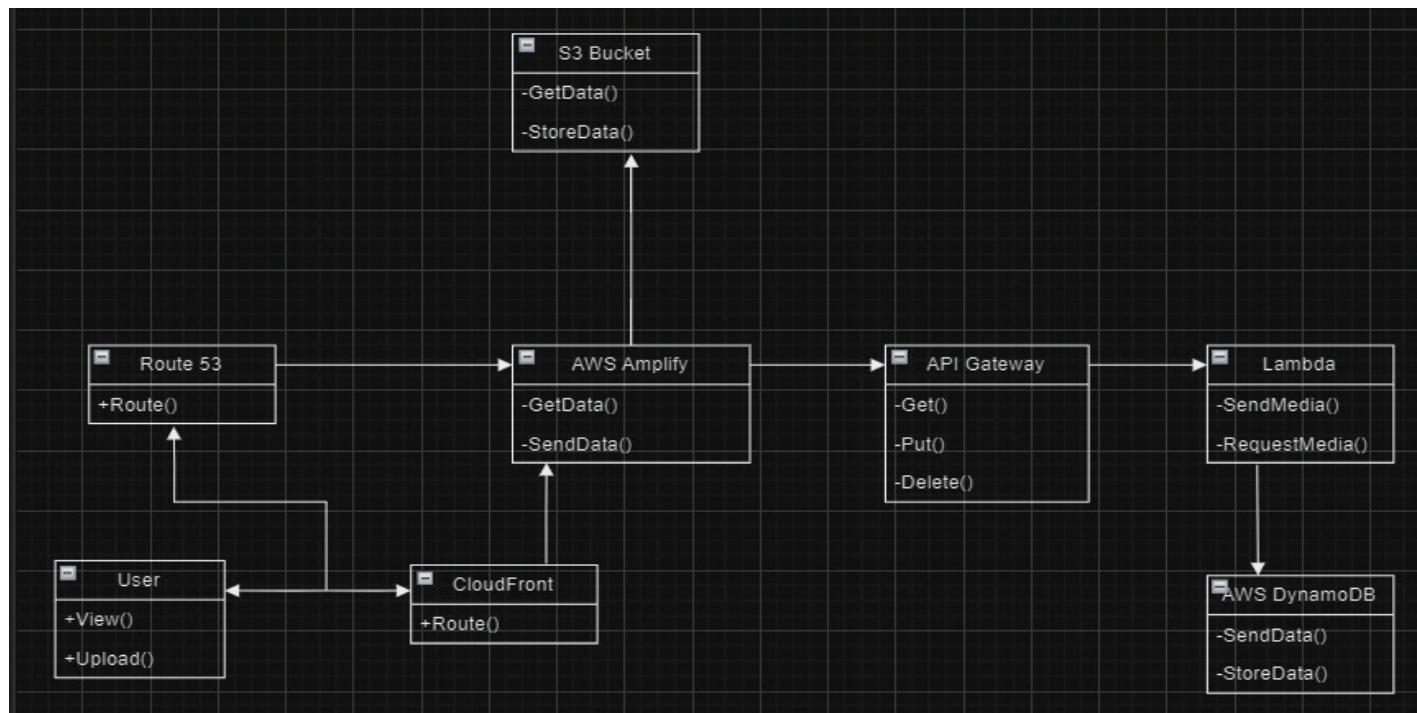 S3 Bucket
-GetData()
-StoreData()
Route 53
+Route()
AWS Amplify
-GetData()
-SendData()
API Gateway
-Get()
-Put()
-Delete()
Lambda
-SendMedia()
-RequestMedia()
User
+View()
+Upload()
CloudFront
+Route()
AWS DynamoDB
-SendData()
-StoreData()